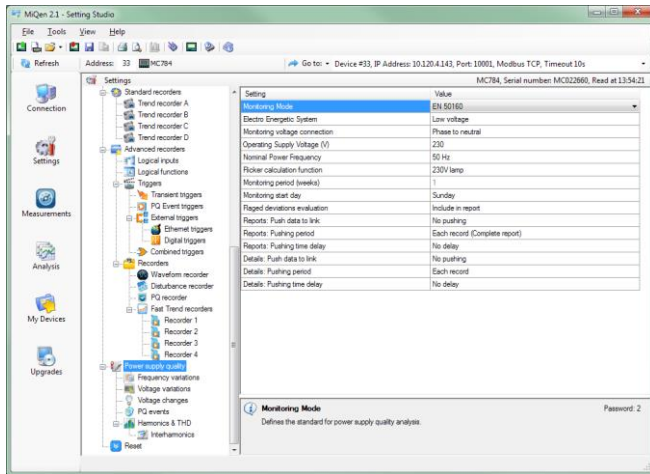 MiQen 2.1 - Setting Studio
File Tools View Help
Refresh Address: 33 MC784 Go to: Device #33, IP Address: 10.120.4.143, Port: 10001, Modbus TCP, Timeout 10s
Settings MC784, Serial number: MC022660, Read at 13:54:21
Connection
Settings
Measurements
Analysis
My Devices
Upgrades
Standard recorders
Trend recorder A
Trend recorder B
Trend recorder C
Trend recorder D
Advanced recorders
Logical inputs
Logical functions
Triggers
Transient triggers
PQ Event triggers
External triggers
Ethernet triggers
Digital triggers
Combined triggers
Recorders
Waveform recorder
Disturbance recorder
PQ recorder
Fast Trend recorders
Recorder 1
Recorder 2
Recorder 3
Recorder 4
Power supply quality
Frequency variations
Voltage variations
Voltage changes
PQ events
Harmonics & THD
Interharmonics
Reset
Setting Value
Monitoring Mode EN 50160
Electro Energetic System Low voltage
Monitoring voltage connection Phase to neutral
Operating Supply Voltage (V) 230
Nominal Power Frequency 50 Hz
Flicker calculation function 230V lamp
Monitoring period (weeks) 1
Monitoring start day Sunday
Flaged deviations evaluation Include in report
Reports: Push data to link No pushing
Reports: Pushing period Each record (Complete report)
Reports: Pushing time delay No delay
Details: Push data to link No pushing
Details: Pushing period Each record
Details: Pushing time delay No delay
Monitoring Mode Password: 2
Defines the standard for power supply quality analysis.